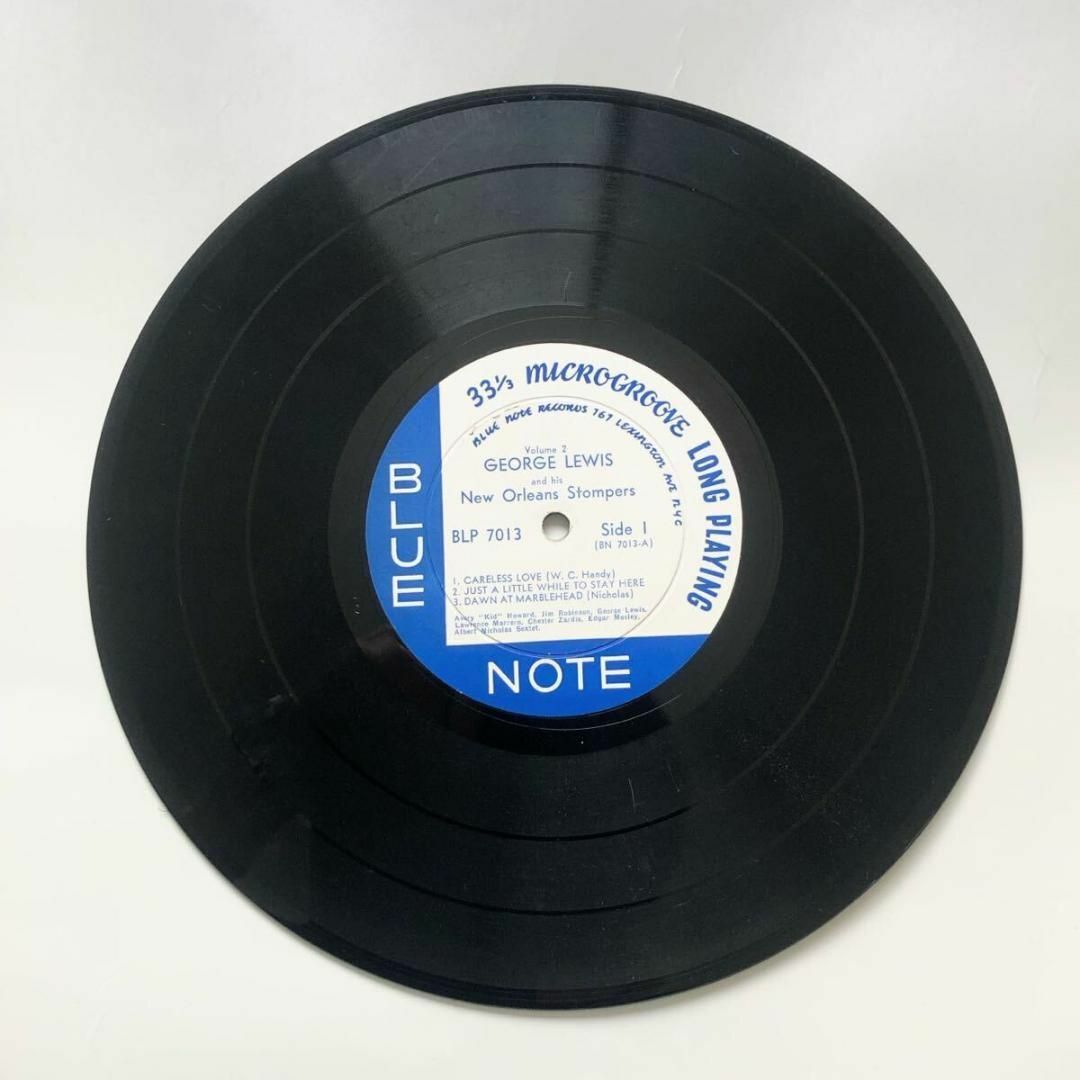 33⅓ MICROGROOVE LONG PLAYING
BLUE NOTE RECORDS 767 LEXINGTON AVE NYC
Volume 2
GEORGE LEWIS
and his
New Orleans Stompers
BLP 7013 Side 1
(BN 7013-A)
1. CARELESS LOVE (W. C. Handy)
2. JUST A LITTLE WHILE TO STAY HERE
3. DAWN AT MARBLEHEAD (Nicholas)
Avery "Kid" Howard, Jim Robinson, George Lewis,
Lawrence Marrero, Chester Zardis, Edgar Mosley,
Albert Nicholas Sextet.
BLUE
NOTE